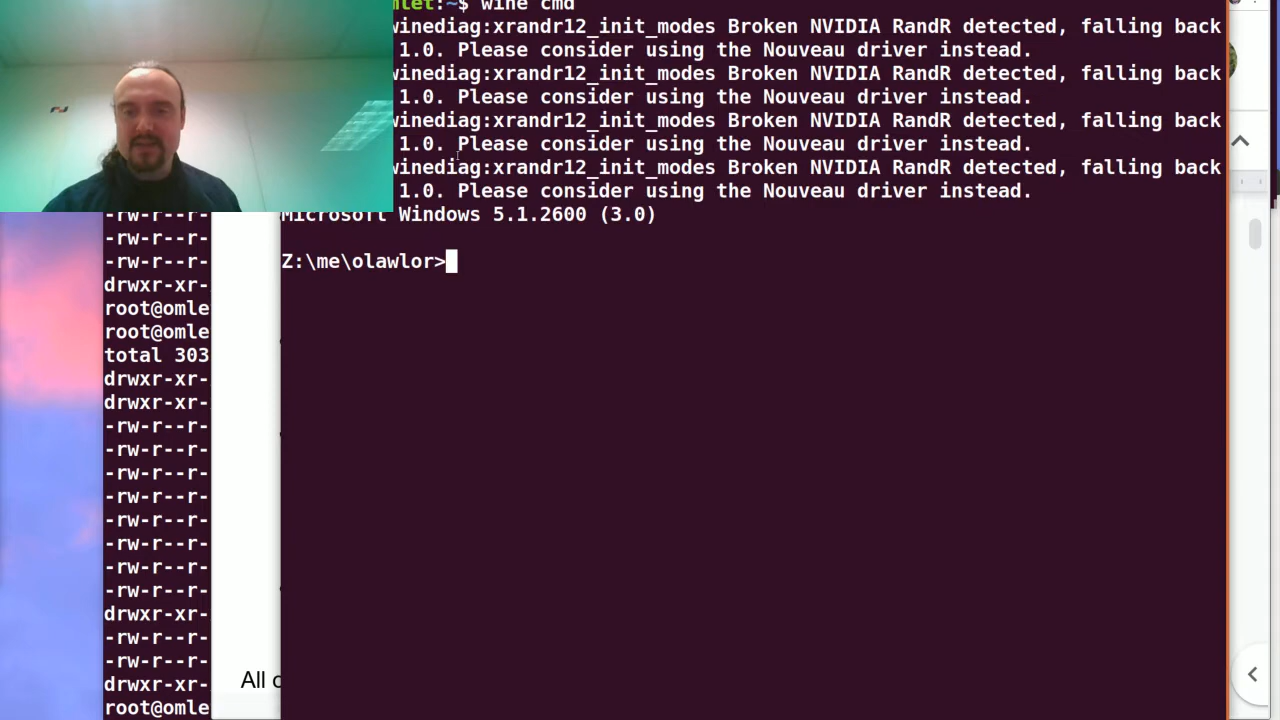 mlet:~$ wine cmd
winediag:xrandr12_init_modes Broken NVIDIA RandR detected, falling back
1.0. Please consider using the Nouveau driver instead.
winediag:xrandr12_init_modes Broken NVIDIA RandR detected, falling back
1.0. Please consider using the Nouveau driver instead.
winediag:xrandr12_init_modes Broken NVIDIA RandR detected, falling back
1.0. Please consider using the Nouveau driver instead.
winediag:xrandr12_init_modes Broken NVIDIA RandR detected, falling back
1.0. Please consider using the Nouveau driver instead.
Microsoft Windows 5.1.2600 (3.0)
Z:\me\olawlor>
-rw-r--r-
-rw-r--r-
-rw-r--r-
drwxr-xr-
root@omle
root@omle
total 303
drwxr-xr-
drwxr-xr-
-rw-r--r-
-rw-r--r-
-rw-r--r-
-rw-r--r-
-rw-r--r-
-rw-r--r-
-rw-r--r-
-rw-r--r-
drwxr-xr-
-rw-r--r-
-rw-r--r-
drwxr-xr-
root@omle
All c